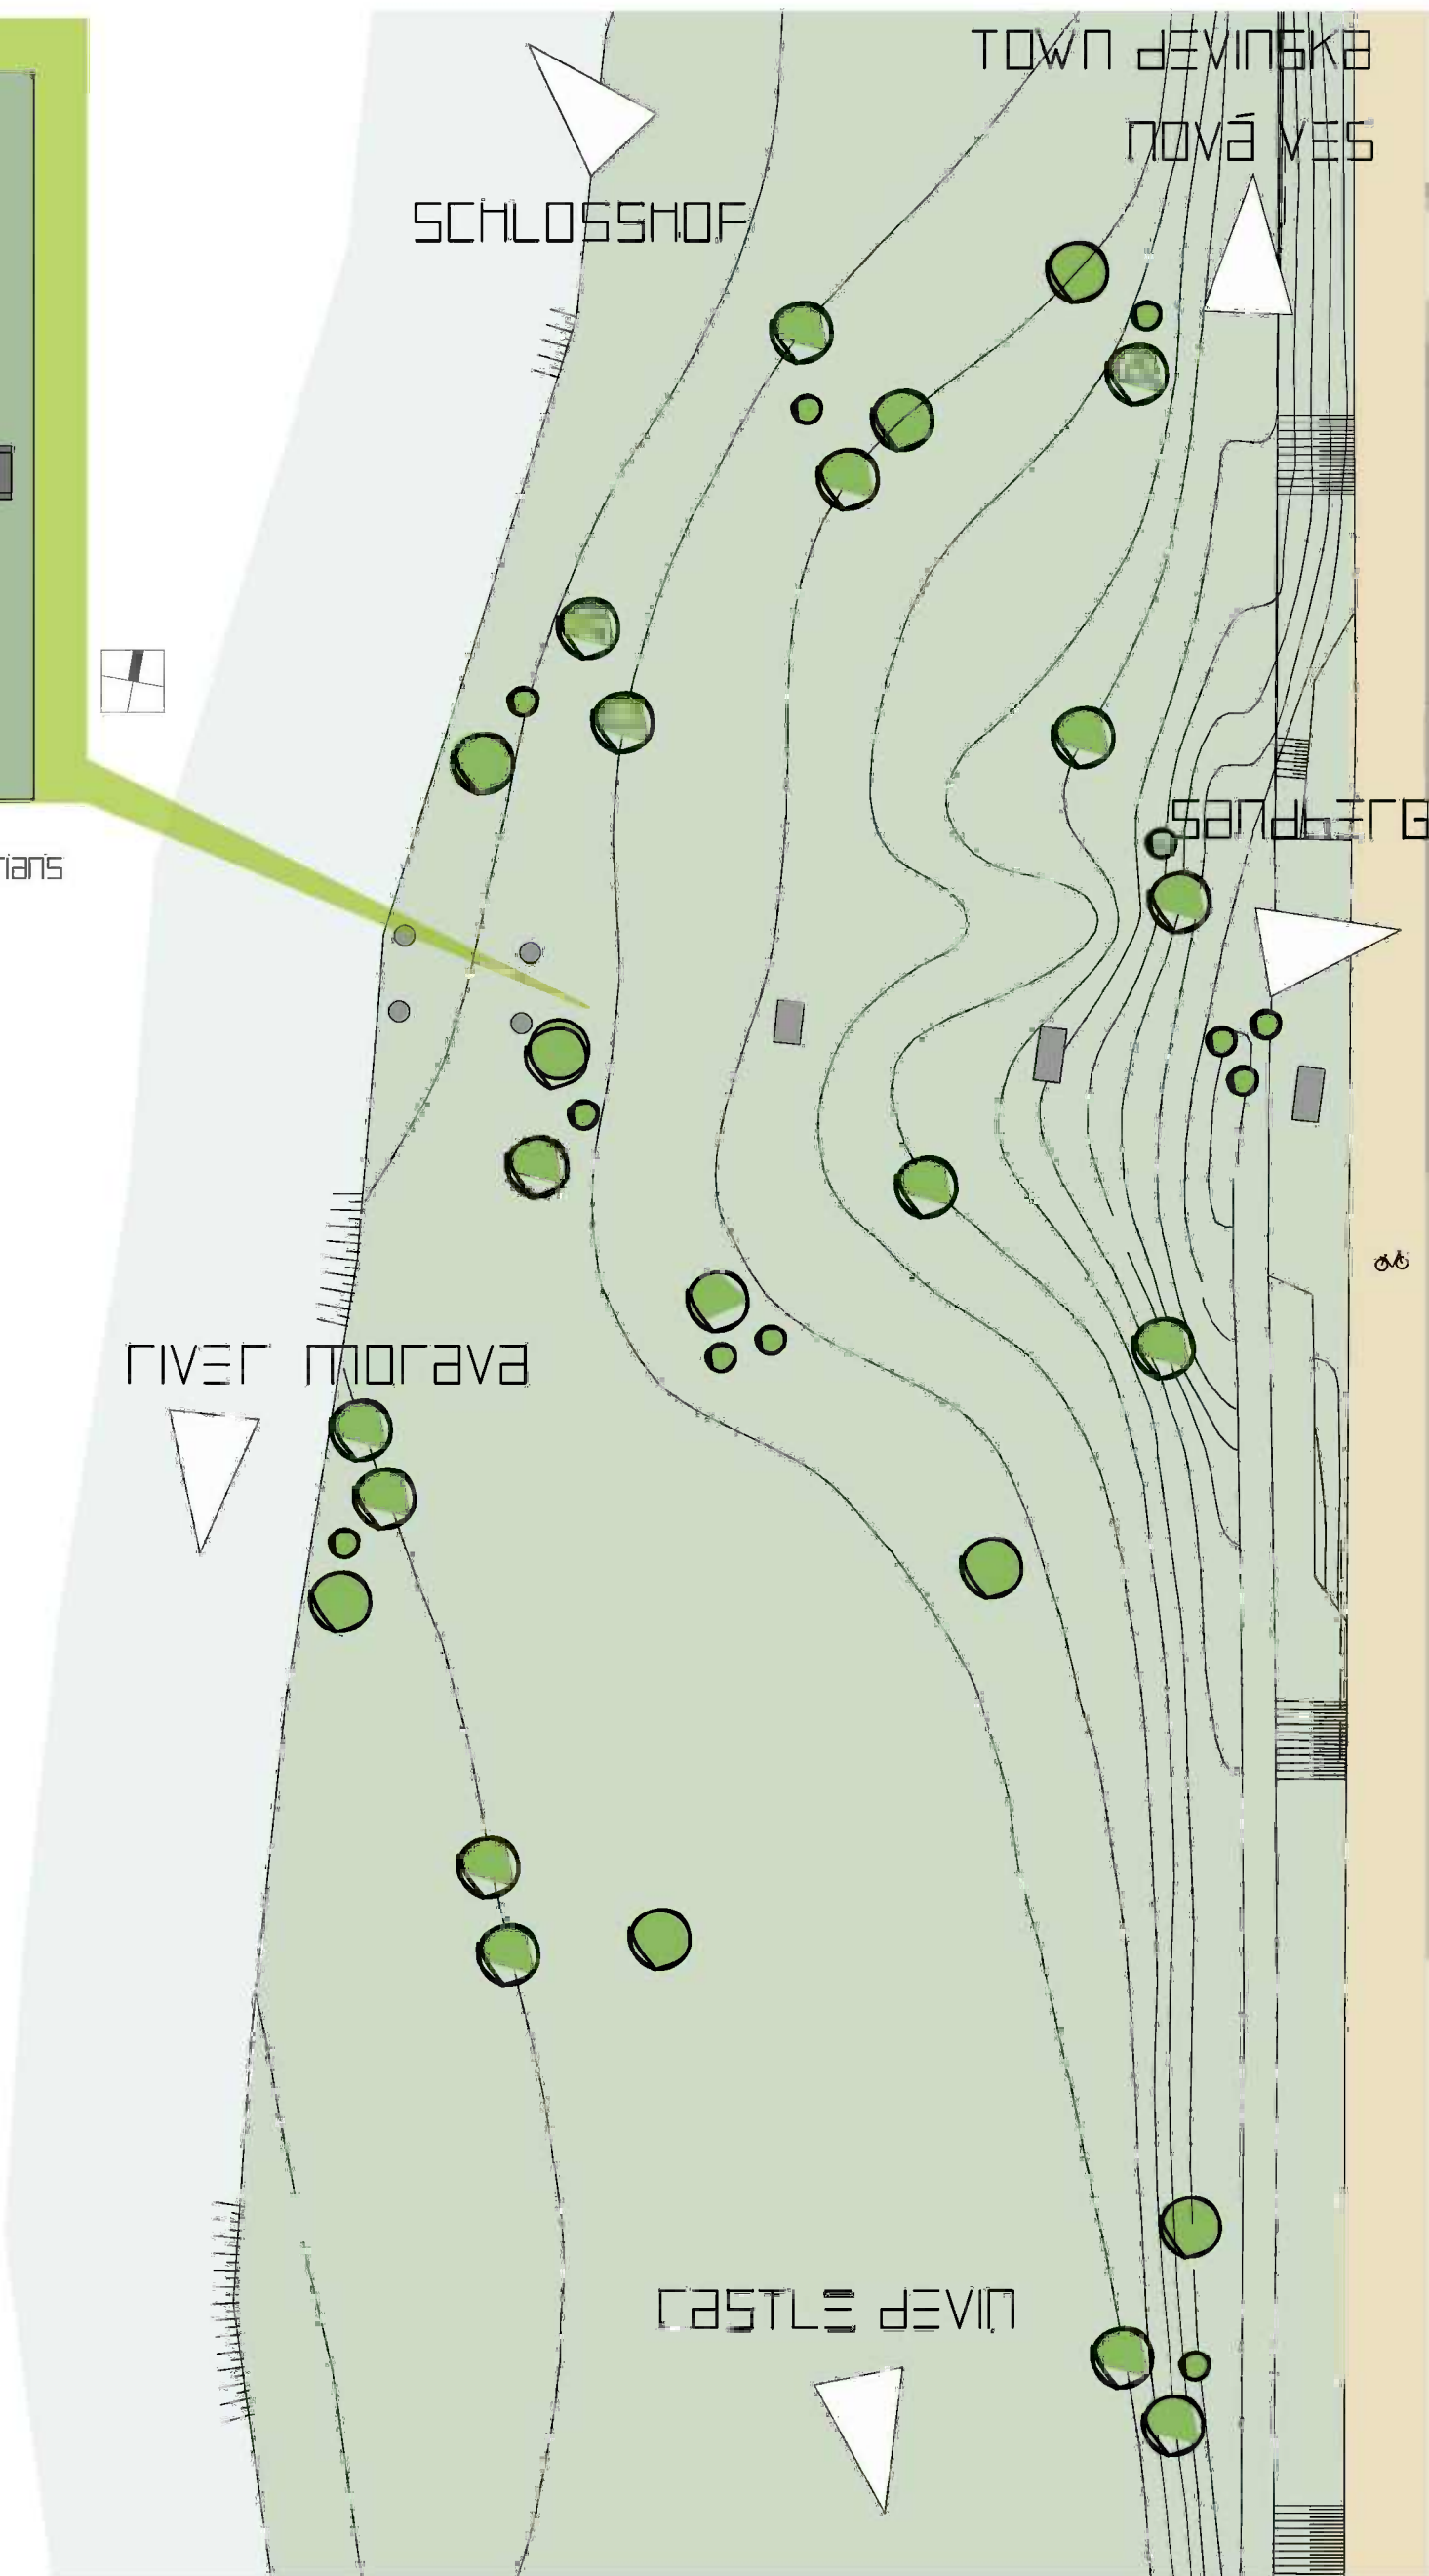 TOWN dEVINSKa
NOVÁ VES
SCHLOSSHOF
SandbErG
rians
rIVEr morava
CaSTLE dEVIN